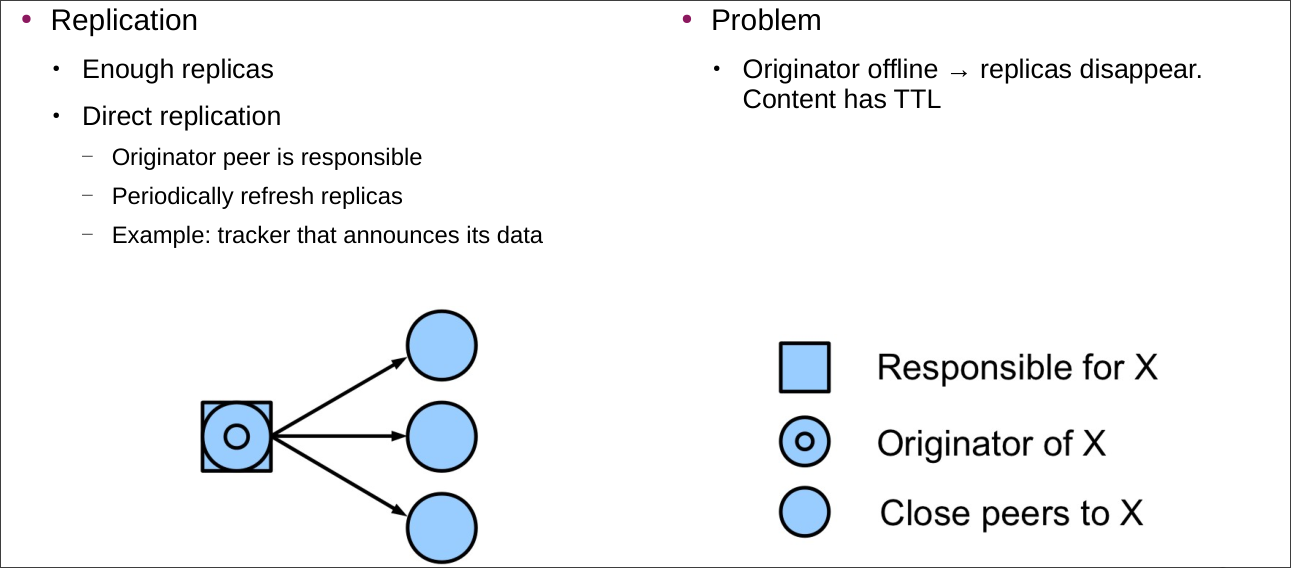 Replication
Enough replicas
Direct replication
Originator peer is responsible
Periodically refresh replicas
Example: tracker that announces its data
Problem
Originator offline → replicas disappear.
Content has TTL
Responsible for X
Originator of X
Close peers to X